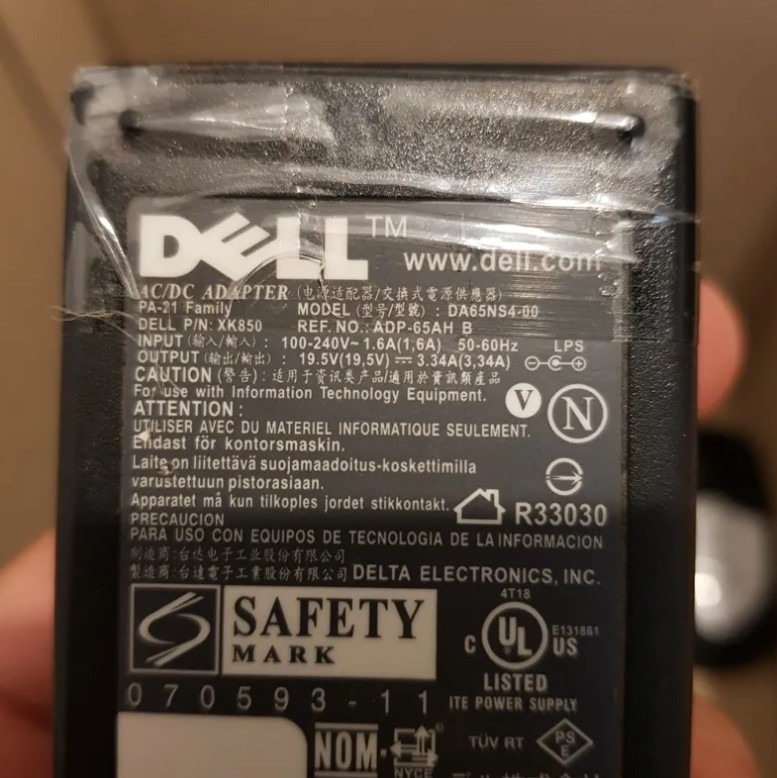 DELL™ www.dell.com
AC/DC ADAPTER (电源适配器/交换式電源供應器)
PA-21 Family MODEL (型号/型號) : DA65NS4-00
DELL P/N: XK850 REF. NO.: ADP-65AH B
INPUT (输入/輸入) : 100-240V~ 1.6A(1,6A) 50-60Hz LPS
OUTPUT (输出/輸出) : 19.5V(19,5V) ⎓ 3.34A(3,34A)
CAUTION (警告) : 适用于资讯类产品/適用於資訊類產品
For use with Information Technology Equipment.
ATTENTION : V N
UTILISER AVEC DU MATERIEL INFORMATIQUE SEULEMENT.
Endast för kontorsmaskin.
Laite on liitettävä suojamaadoitus-koskettimilla
varustettuun pistorasiaan.
Apparatet må kun tilkoples jordet stikkontakt. R33030
PRECAUCION
PARA USO CON EQUIPOS DE TECNOLOGIA DE LA INFORMACION
制造商:台达电子工业股份有限公司
製造商:台達電子工業股份有限公司 DELTA ELECTRONICS, INC.
4T18
SAFETY
MARK
C UL US E131881
LISTED
070593-11 ITE POWER SUPPLY
NOM- NYCE TÜV RT PS E